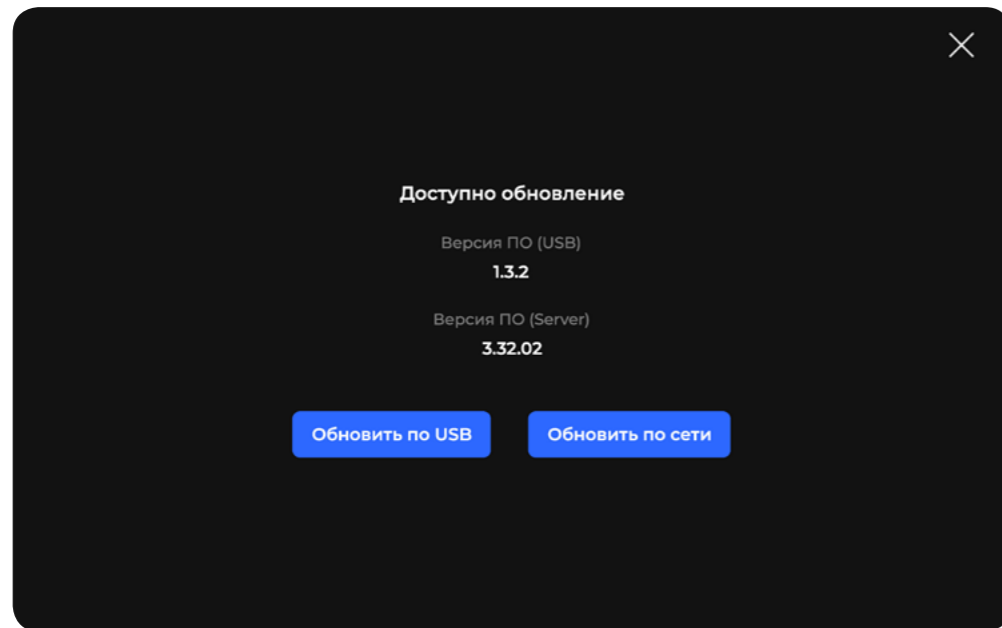 Доступно обновление
Версия ПО (USB)
1.3.2
Версия ПО (Server)
3.32.02
Обновить по USB
Обновить по сети